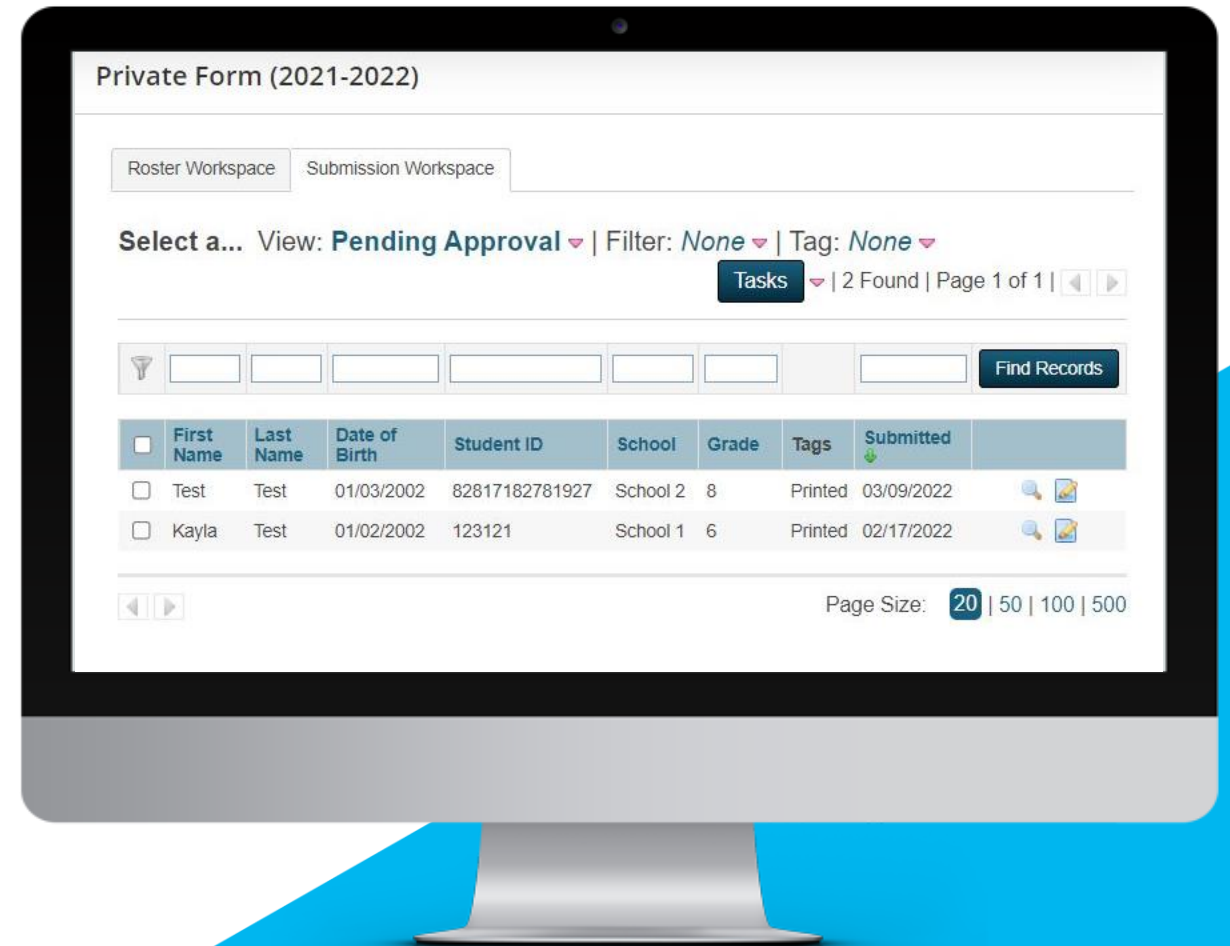 Private Form (2021-2022)
Roster Workspace Submission Workspace
Select a... View: Pending Approval | Filter: None | Tag: None
Tasks | 2 Found | Page 1 of 1 |
Find Records
First Name Last Name Date of Birth Student ID School Grade Tags Submitted
Test Test 01/03/2002 82817182781927 School 2 8 Printed 03/09/2022
Kayla Test 01/02/2002 123121 School 1 6 Printed 02/17/2022
Page Size: 20 | 50 | 100 | 500